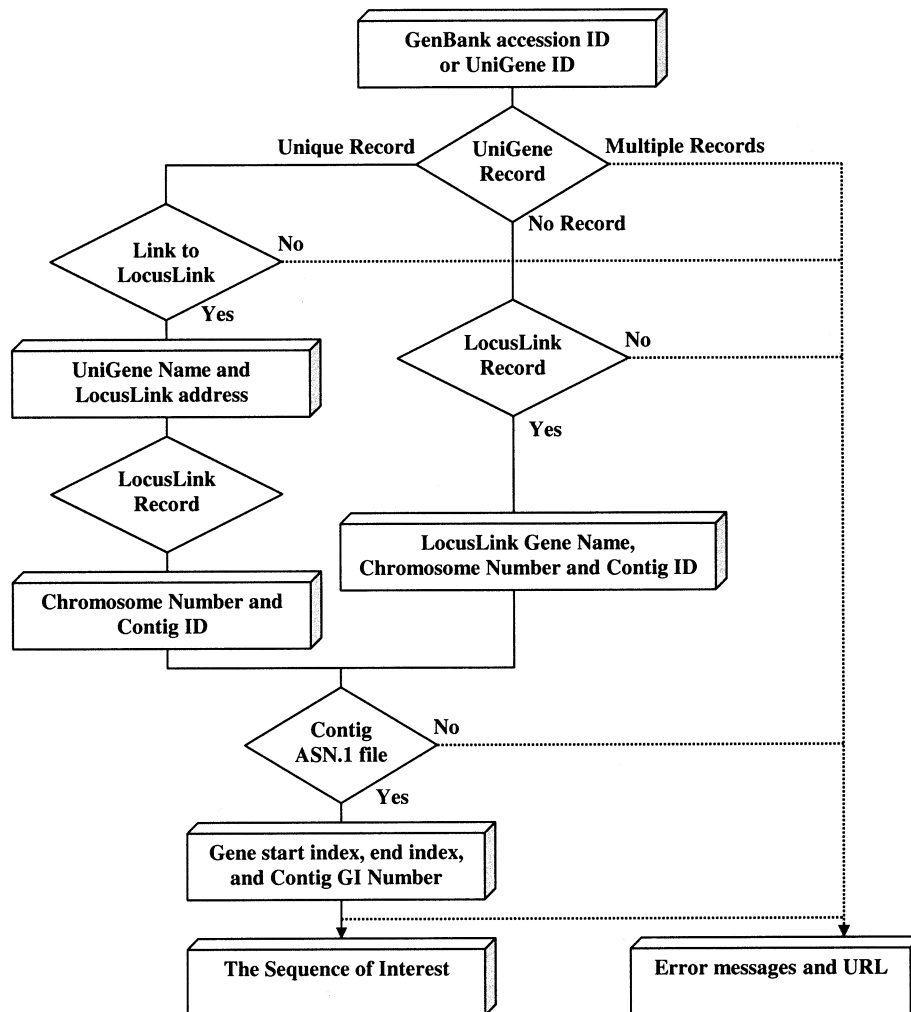 GenBank accession ID
or UniGene ID
Unique Record
UniGene
Record
Multiple Records
No Record
Link to
LocusLink
No
Yes
LocusLink
Record
No
UniGene Name and
LocusLink address
Yes
LocusLink
Record
LocusLink Gene Name,
Chromosome Number and Contig ID
Chromosome Number and
Contig ID
Contig
ASN.1 file
No
Yes
Gene start index, end index,
and Contig GI Number
The Sequence of Interest
Error messages and URL